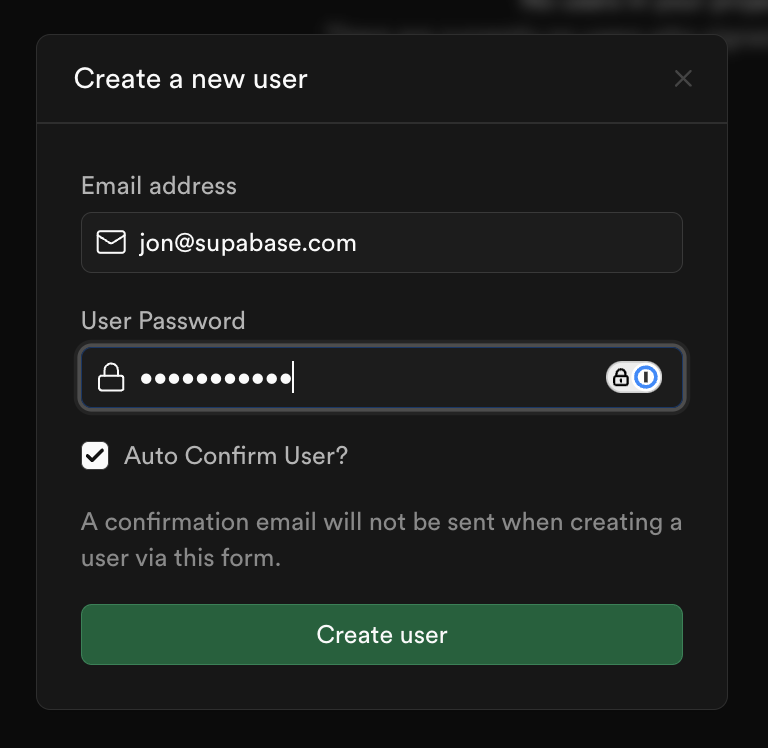 Create a new user
Email address
jon@supabase.com
User Password
•••••••••••
Auto Confirm User?
A confirmation email will not be sent when creating a
user via this form.
Create user